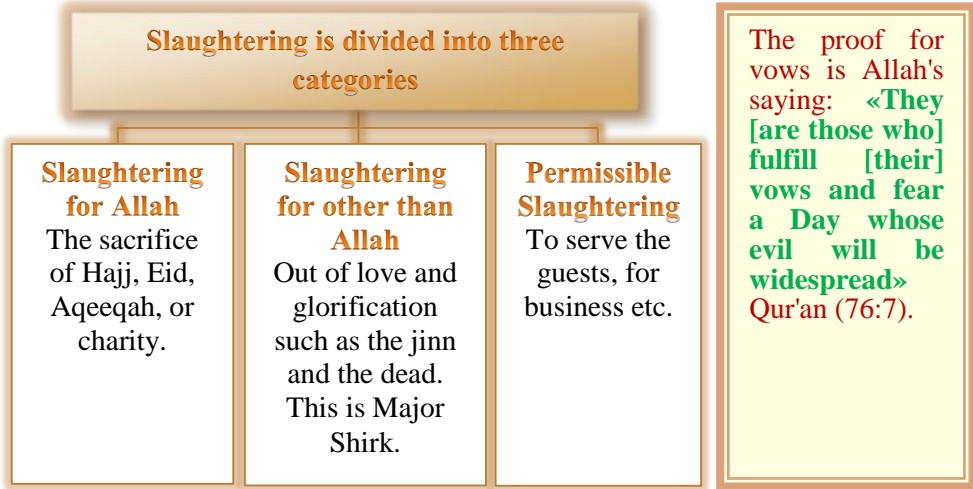 Slaughtering is divided into three
categories
Slaughtering
for Allah
The sacrifice
of Hajj, Eid,
Aqeeqah, or
charity.
Slaughtering
for other than
Allah
Out of love and
glorification
such as the jinn
and the dead.
This is Major
Shirk.
Permissible
Slaughtering
To serve the
guests, for
business etc.
The proof for
vows is Allah's
saying: «They
[are those who]
fulfill [their]
vows and fear
a Day whose
evil will be
widespread»
Qur'an (76:7).